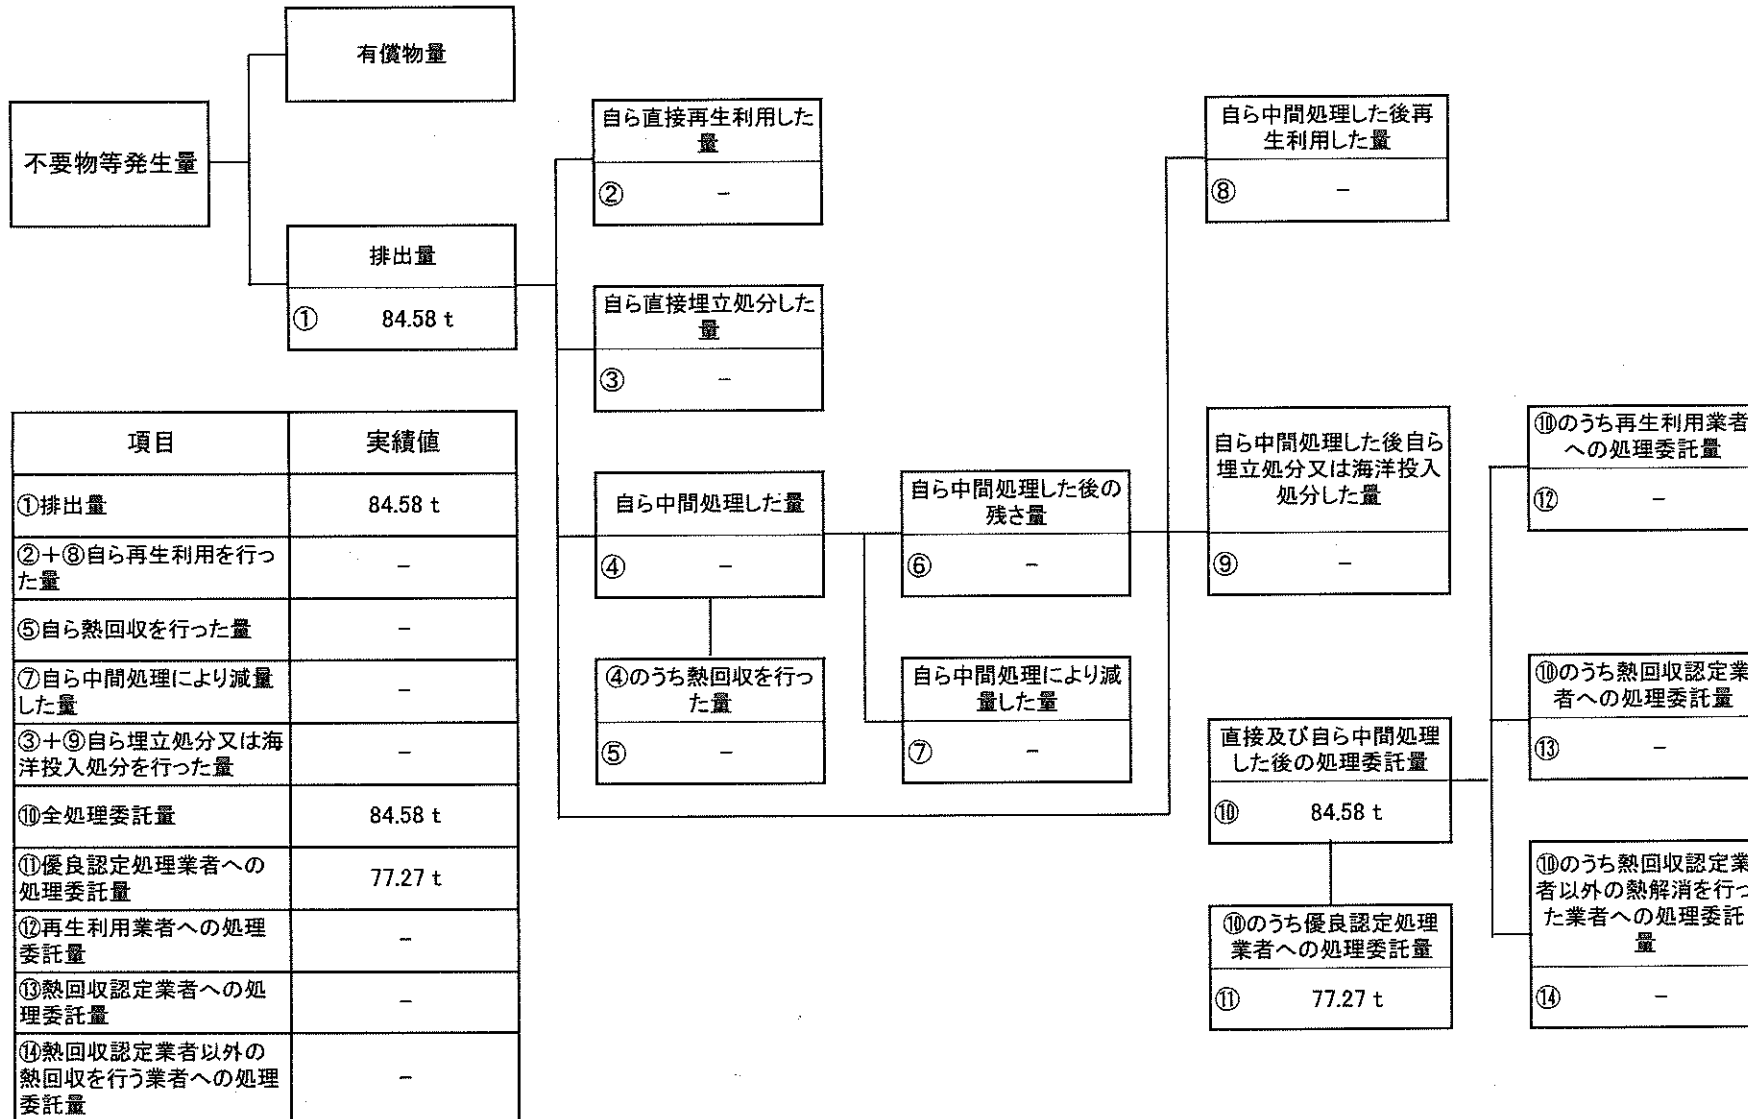 有償物量
不要物等発生量
排出量
① 84.58 t
自ら直接再生利用した
量
② −
自ら直接埋立処分した
量
③ −
自ら中間処理した量
④ −
④のうち熱回収を行っ
た量
⑤ −
自ら中間処理した後の
残さ量
⑥ −
自ら中間処理により減
量した量
⑦ −
自ら中間処理した後再
生利用した量
⑧ −
自ら中間処理した後自ら
埋立処分又は海洋投入
処分した量
⑨ −
直接及び自ら中間処理
した後の処理委託量
⑩ 84.58 t
⑩のうち優良認定処理
業者への処理委託量
⑪ 77.27 t
⑩のうち再生利用業者
への処理委託量
⑫ −
⑩のうち熱回収認定業
者への処理委託量
⑬ −
⑩のうち熱回収認定業
者以外の熱解消を行っ
た業者への処理委託
量
⑭ −
項目 実績値
①排出量 84.58 t
②＋⑧自ら再生利用を行っ
た量 −
⑤自ら熱回収を行った量 −
⑦自ら中間処理により減量
した量 −
③＋⑨自ら埋立処分又は海
洋投入処分を行った量 −
⑩全処理委託量 84.58 t
⑪優良認定処理業者への
処理委託量 77.27 t
⑫再生利用業者への処理
委託量 −
⑬熱回収認定業者への処
理委託量 −
⑭熱回収認定業者以外の
熱回収を行う業者への処理
委託量 −